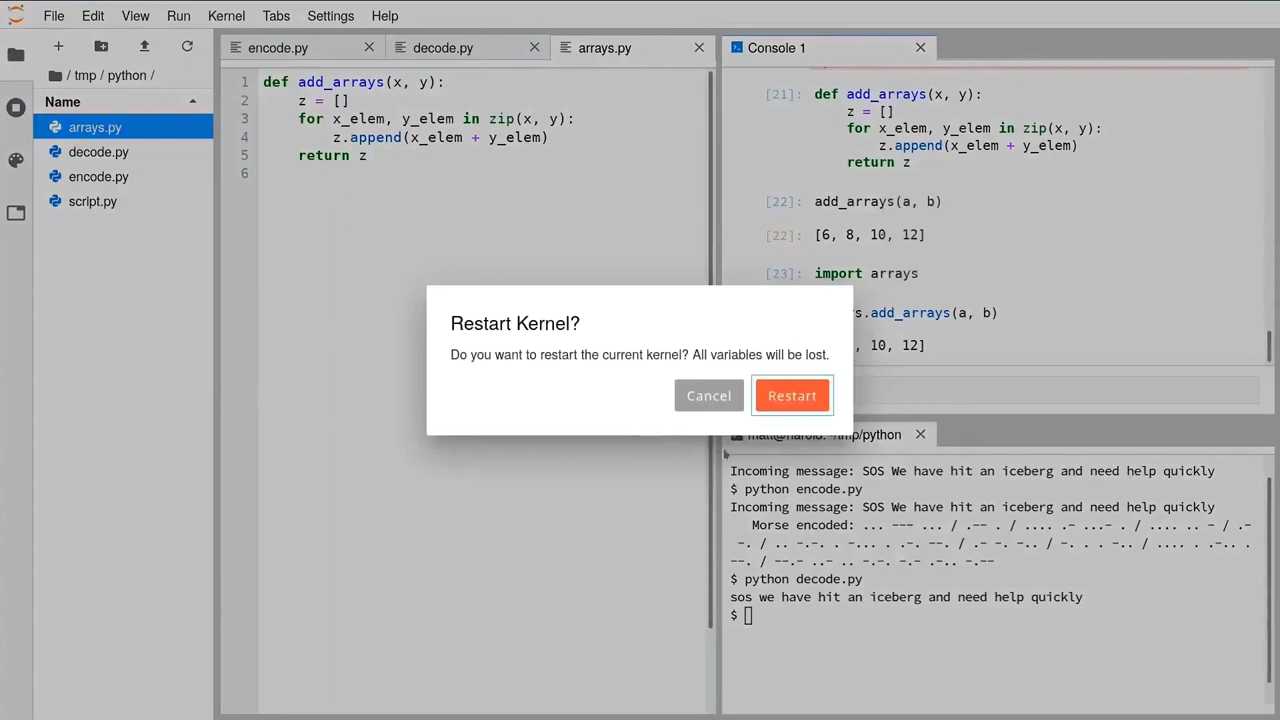 File Edit View Run Kernel Tabs Settings Help
encode.py
decode.py
arrays.py
Console 1
/ tmp / python /
Name
arrays.py
decode.py
encode.py
script.py
1 def add_arrays(x, y):
2 z = []
3 for x_elem, y_elem in zip(x, y):
4 z.append(x_elem + y_elem)
5 return z
6
[21]: def add_arrays(x, y):
z = []
for x_elem, y_elem in zip(x, y):
z.append(x_elem + y_elem)
return z
[22]: add_arrays(a, b)
[22]: [6, 8, 10, 12]
[23]: import arrays
s.add_arrays(a, b)
, 10, 12]
Restart Kernel?
Do you want to restart the current kernel? All variables will be lost.
Cancel
Restart
matt@harold: ~/tmp/python
Incoming message: SOS We have hit an iceberg and need help quickly
$ python encode.py
Incoming message: SOS We have hit an iceberg and need help quickly
Morse encoded: ... --- ... / .-- . / .... .- ...- . / .... .. - / .-
-. / .. -.-. . -... . .-. --. / .- -. -.. / -. . . -.. / .... . .-.. .
--. / --.- ..- .. -.-. -.- .-.. -.--
$ python decode.py
sos we have hit an iceberg and need help quickly
$